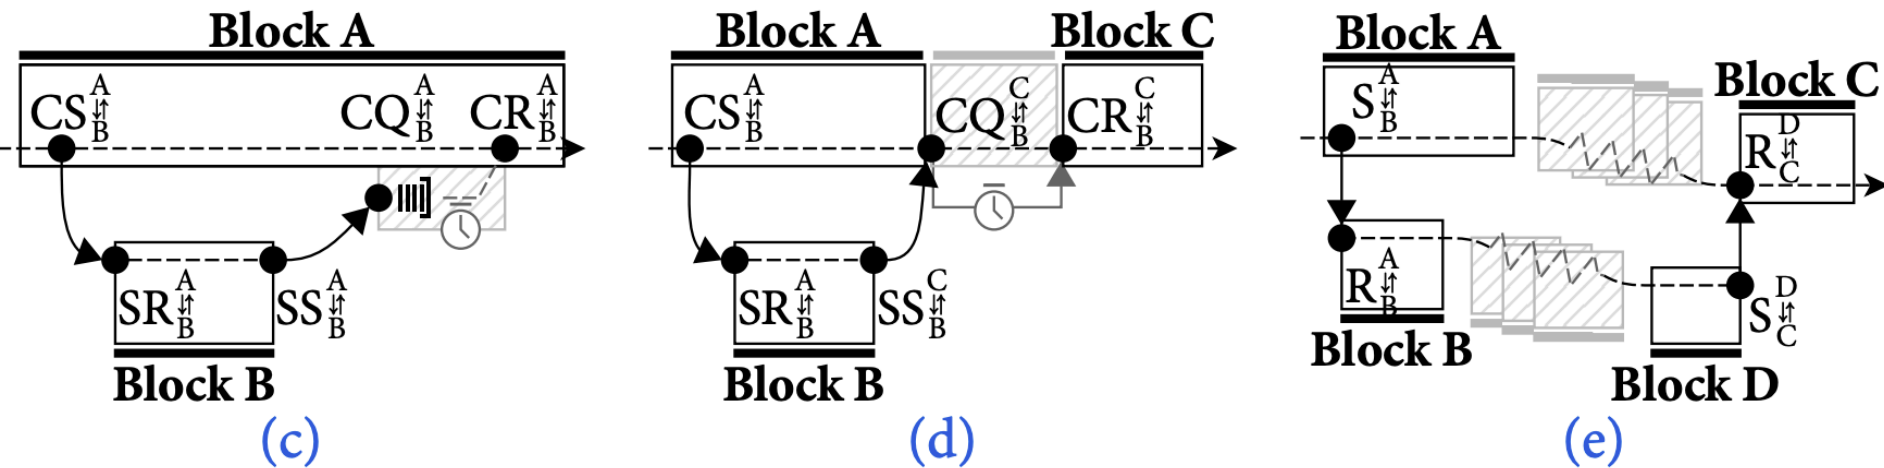 Block A
CS A⇅B
CQ A⇅B
CR A⇅B
SR A⇅B
SS A⇅B
Block B
(c)
Block A
Block C
CS A⇅B
CQ C⇅B
CR C⇅B
SR A⇅B
SS C⇅B
Block B
(d)
Block A
S A⇅B
Block C
R D⇅C
R A⇅B
Block B
S D⇅C
Block D
(e)